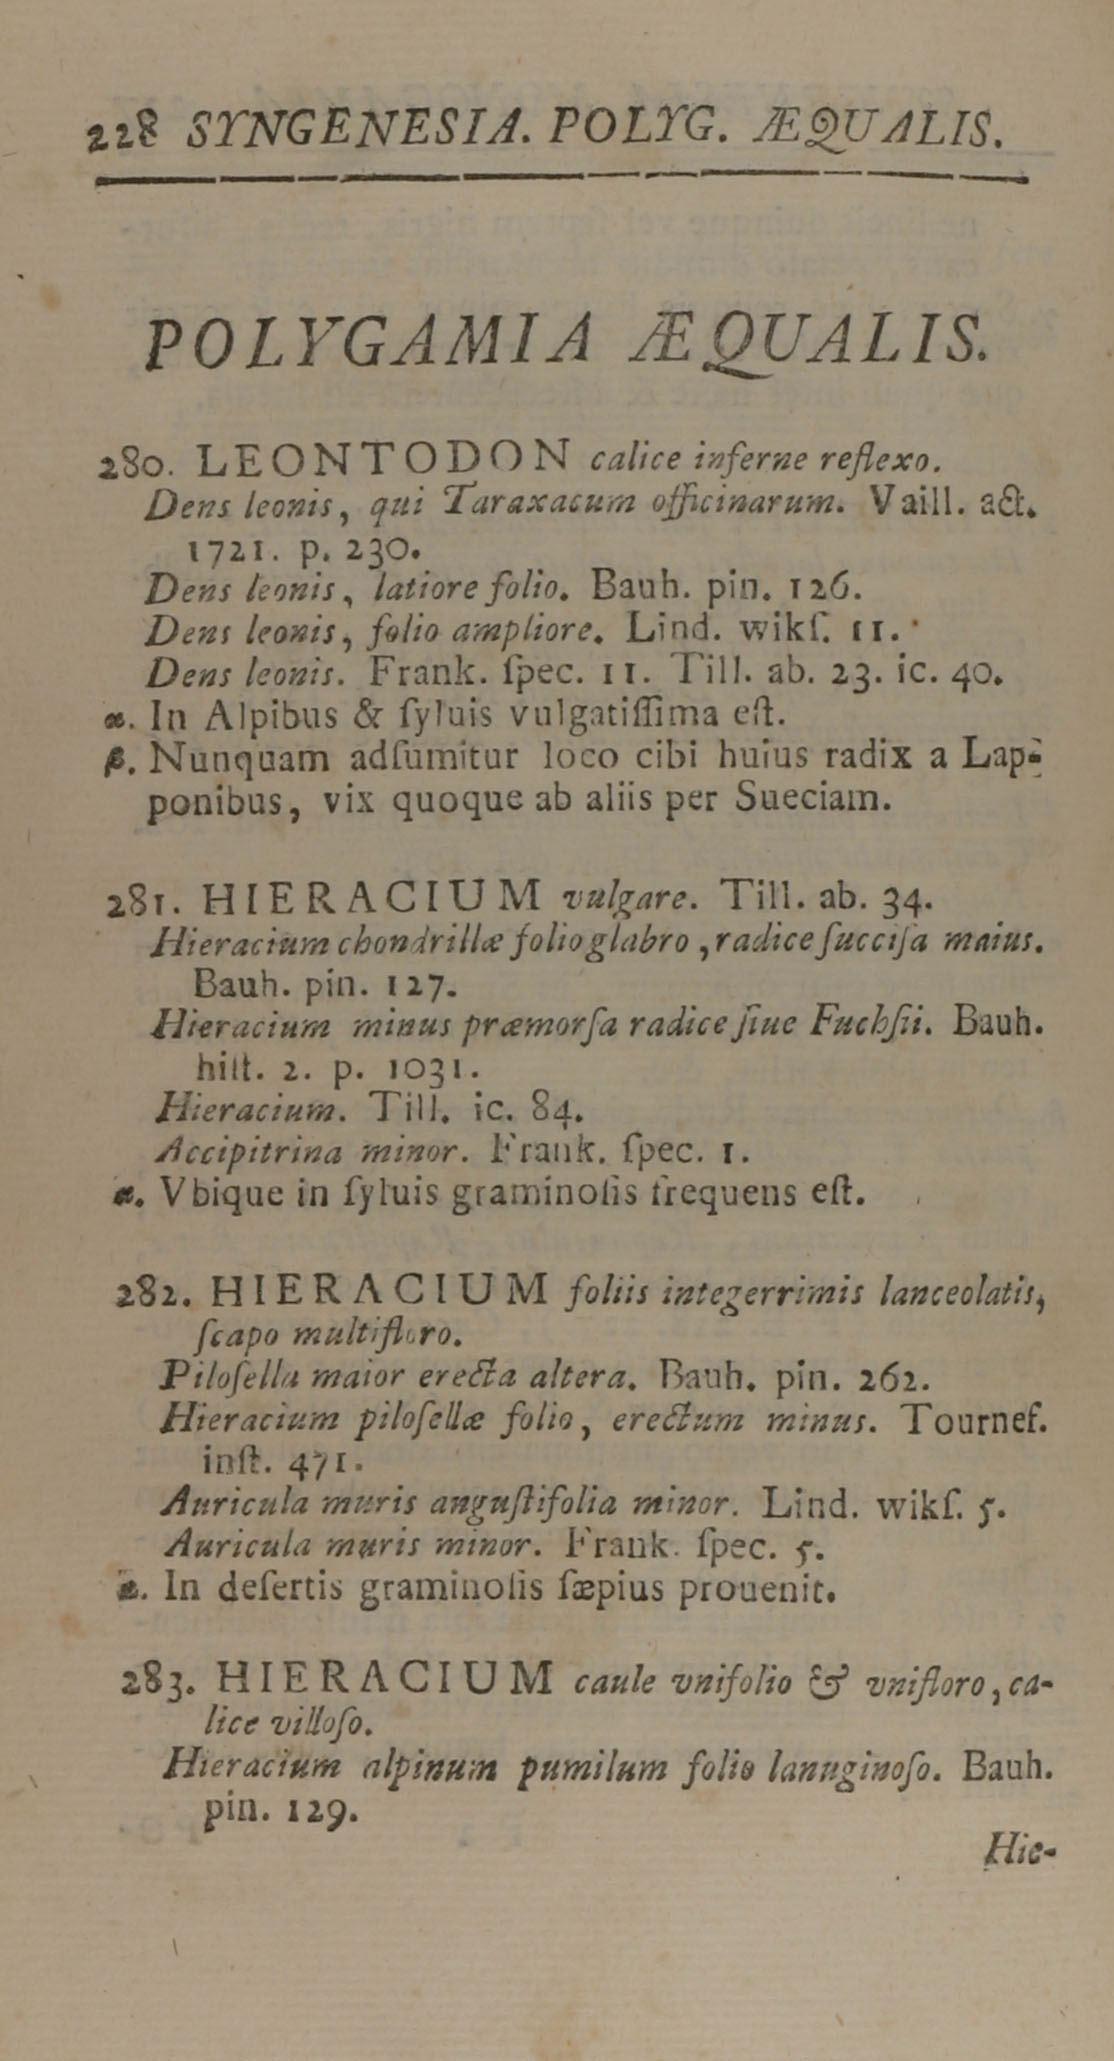 228 SYNGENESIA. POLYG. ÆQUALIS.
POLYGAMIA ÆQUALIS.
280. LEONTODON calice inferne reflexo.
Dens leonis, qui Taraxacum officinarum. Vaill. act.
1721. p. 230.
Dens leonis, latiore folio. Bauh. pin. 126.
Dens leonis, folio ampliore. Lind. wikſ. 11.
Dens leonis. Frank. ſpec. 11. Till. ab. 23. ic. 40.
α. In Alpibus & ſyluis vulgatiſſima eſt.
β. Nunquam adſumitur loco cibi huius radix a Lap-
ponibus, vix quoque ab aliis per Sueciam.
281. HIERACIUM vulgare. Till. ab. 34.
Hieracium chondrillæ folio glabro, radice ſucciſa maius.
Bauh. pin. 127.
Hieracium minus præmorſa radice ſiue Fuchſii. Bauh.
hiſt. 2. p. 1031.
Hieracium. Till. ic. 84.
Accipitrina minor. Frank. ſpec. 1.
α. Vbique in ſyluis graminoſis frequens eſt.
282. HIERACIUM foliis integerrimis lanceolatis,
ſcapo multifloro.
Piloſella maior erecta altera. Bauh. pin. 262.
Hieracium piloſellæ folio, erectum minus. Tournef.
inſt. 471.
Auricula muris anguſtifolia minor. Lind. wikſ. 5.
Auricula muris minor. Frank. ſpec. 5.
α. In deſertis graminoſis ſæpius prouenit.
283. HIERACIUM caule vnifolio & vnifloro, ca-
lice villoſo.
Hieracium alpinum pumilum folio lanuginoſo. Bauh.
pin. 129.
Hie-